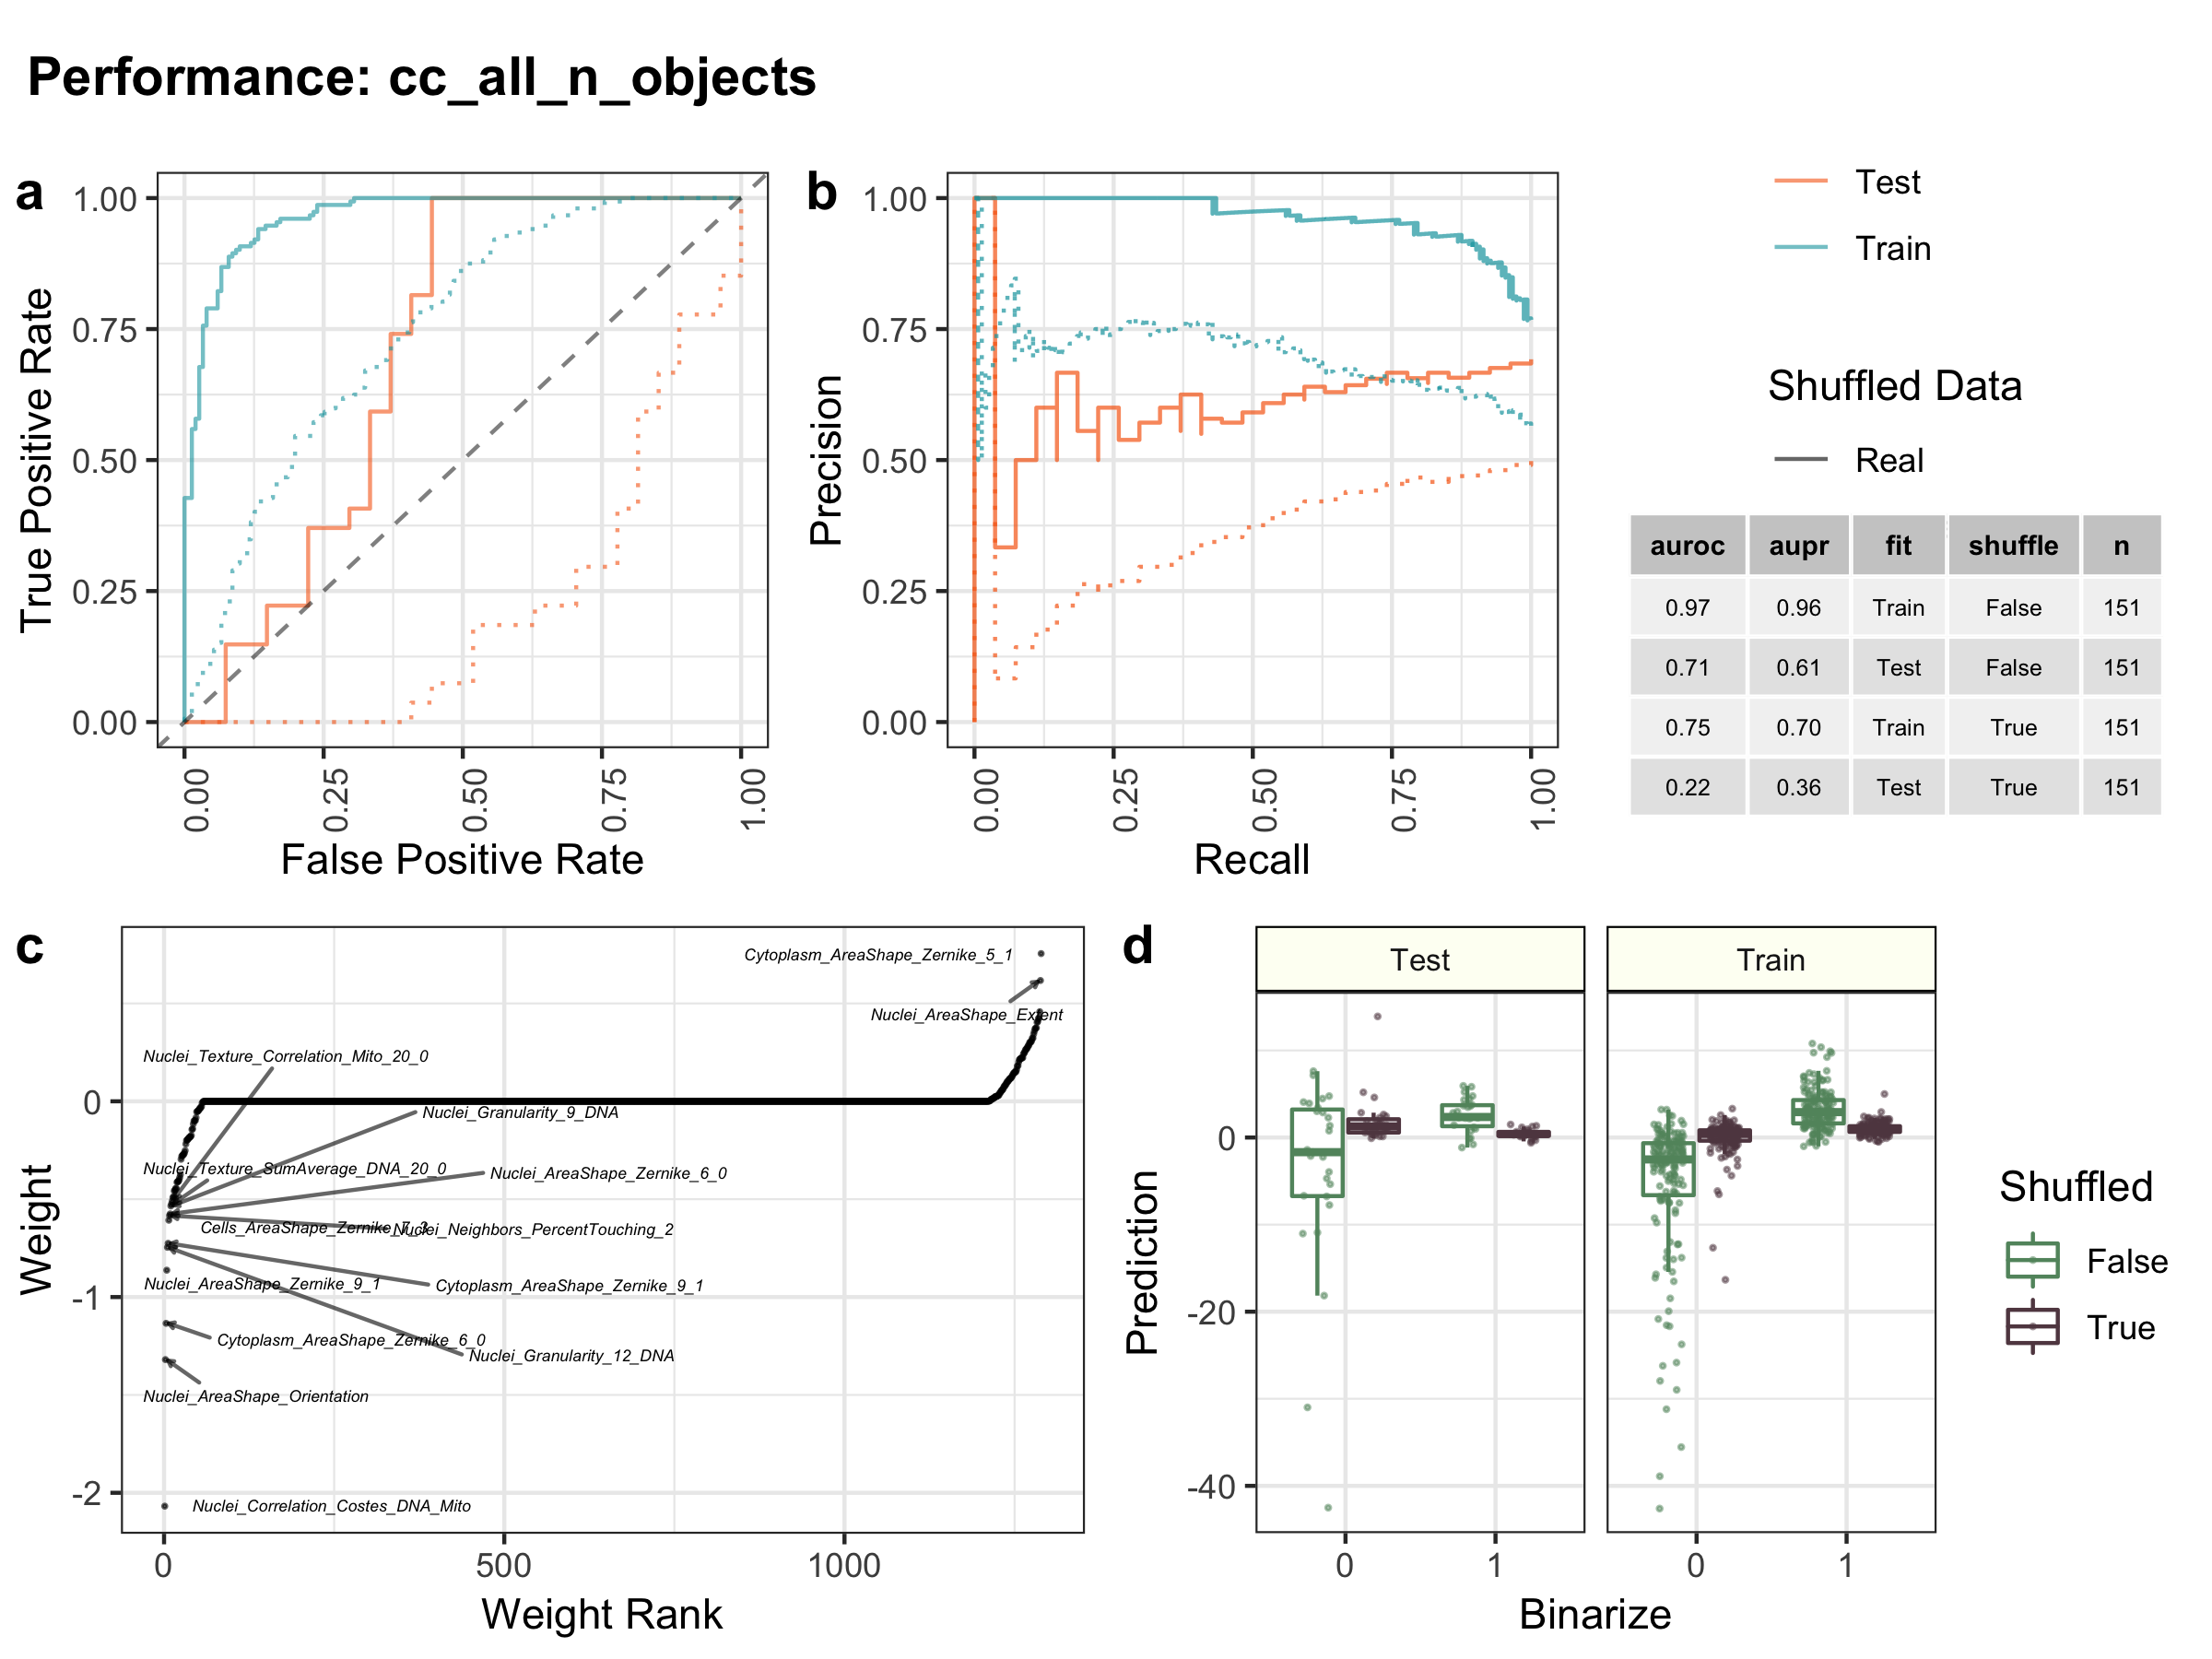 Performance: cc_all_n_objects
a
1.00
0.75
0.50
0.25
0.00
True Positive Rate
0.00
0.25
0.50
0.75
1.00
False Positive Rate
b
1.00
0.75
0.50
0.25
0.00
Precision
0.00
0.25
0.50
0.75
1.00
Recall
Test
Train
Shuffled Data
Real
auroc aupr fit shuffle n
0.97 0.96 Train False 151
0.71 0.61 Test False 151
0.75 0.70 Train True 151
0.22 0.36 Test True 151
c
Cytoplasm_AreaShape_Zernike_5_1
Nuclei_AreaShape_Extent
Nuclei_Texture_Correlation_Mito_20_0
Nuclei_Granularity_9_DNA
Nuclei_Texture_SumAverage_DNA_20_0
Nuclei_AreaShape_Zernike_6_0
Cells_AreaShape_Zernike_7_3
Nuclei_Neighbors_PercentTouching_2
Nuclei_AreaShape_Zernike_9_1
Cytoplasm_AreaShape_Zernike_9_1
Cytoplasm_AreaShape_Zernike_6_0
Nuclei_Granularity_12_DNA
Nuclei_AreaShape_Orientation
Nuclei_Correlation_Costes_DNA_Mito
0
-1
-2
Weight
0
500
1000
Weight Rank
d
Test
Train
0
-20
-40
Prediction
0
1
0
1
Binarize
Shuffled
False
True